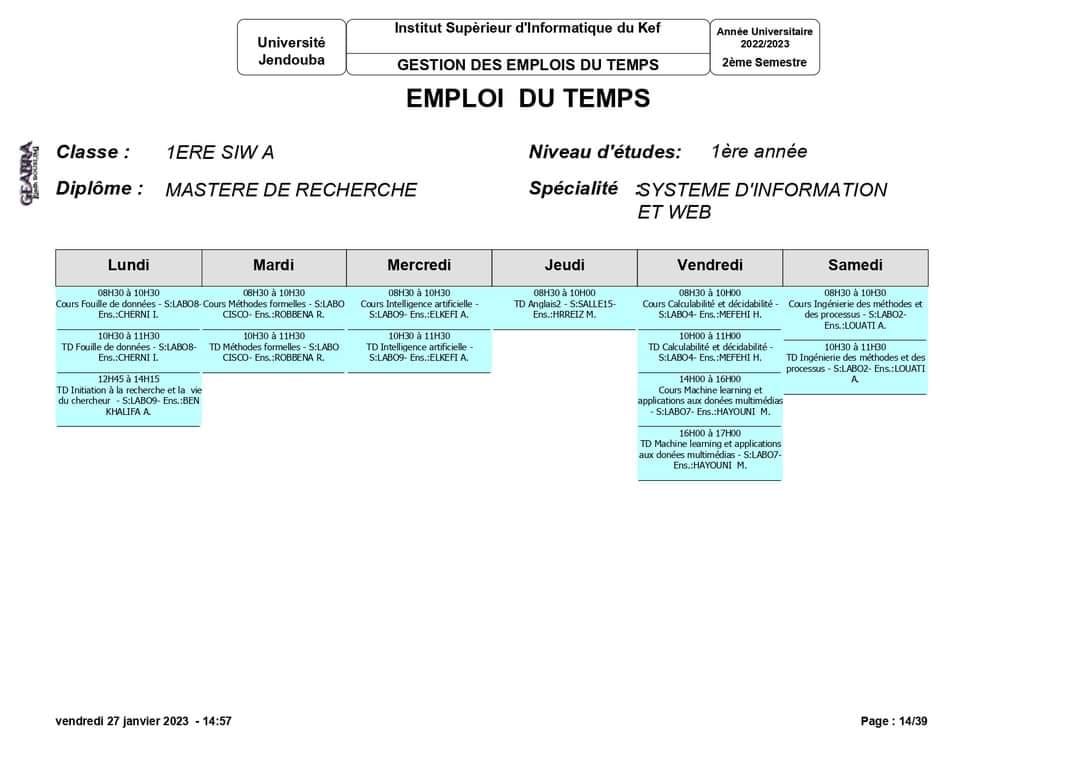 Université
Jendouba
Institut Supèrieur d'Informatique du Kef
GESTION DES EMPLOIS DU TEMPS
Année Universitaire
2022/2023
2ème Semestre
EMPLOI DU TEMPS
GEABRA
Classe : 1ERE SIW A
Niveau d'études: 1ère année
Diplôme : MASTERE DE RECHERCHE
Spécialité : SYSTEME D'INFORMATION
ET WEB
Lundi
08H30 à 10H30
Cours Fouille de données - S:LABO8-
Ens.:CHERNI I.
10H30 à 11H30
TD Fouille de données - S:LABO8-
Ens.:CHERNI I.
12H45 à 14H15
TD Initiation à la recherche et la vie
du chercheur - S:LABO9- Ens.:BEN
KHALIFA A.
Mardi
08H30 à 10H30
Cours Méthodes formelles - S:LABO
CISCO- Ens.:ROBBENA R.
10H30 à 11H30
TD Méthodes formelles - S:LABO
CISCO- Ens.:ROBBENA R.
Mercredi
08H30 à 10H30
Cours Intelligence artificielle -
S:LABO9- Ens.:ELKEFI A.
10H30 à 11H30
TD Intelligence artificielle -
S:LABO9- Ens.:ELKEFI A.
Jeudi
08H30 à 10H00
TD Anglais2 - S:SALLE15-
Ens.:HRREIZ M.
Vendredi
08H30 à 10H00
Cours Calculabilité et décidabilité -
S:LABO4- Ens.:MEFEHI H.
10H00 à 11H00
TD Calculabilité et décidabilité -
S:LABO4- Ens.:MEFEHI H.
14H00 à 16H00
Cours Machine learning et
applications aux donées multimédias
- S:LABO7- Ens.:HAYOUNI M.
16H00 à 17H00
TD Machine learning et applications
aux donées multimédias - S:LABO7-
Ens.:HAYOUNI M.
Samedi
08H30 à 10H30
Cours Ingénierie des méthodes et
des processus - S:LABO2-
Ens.:LOUATI A.
10H30 à 11H30
TD Ingénierie des méthodes et des
processus - S:LABO2- Ens.:LOUATI
A.
vendredi 27 janvier 2023 - 14:57
Page : 14/39